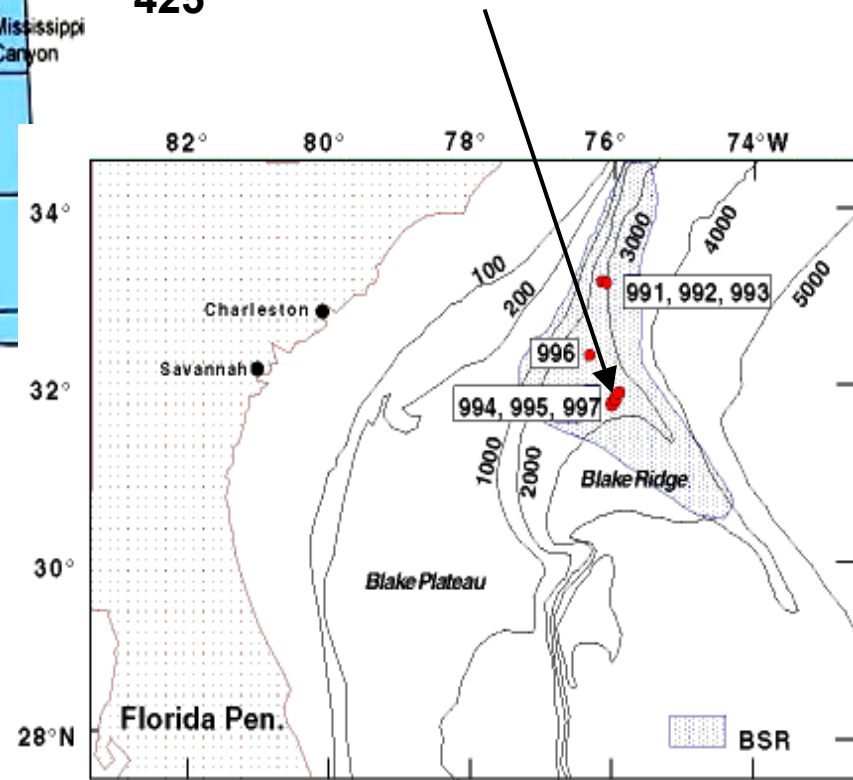 425
Mississippi
Canyon
82° 80° 78° 76° 74°W
34°
3000
4000
100
5000
200
991, 992, 993
Charleston
996
Savannah
32°
994, 995, 997
1000
2000
Blake Ridge
30°
Blake Plateau
Florida Pen.
28°N
BSR